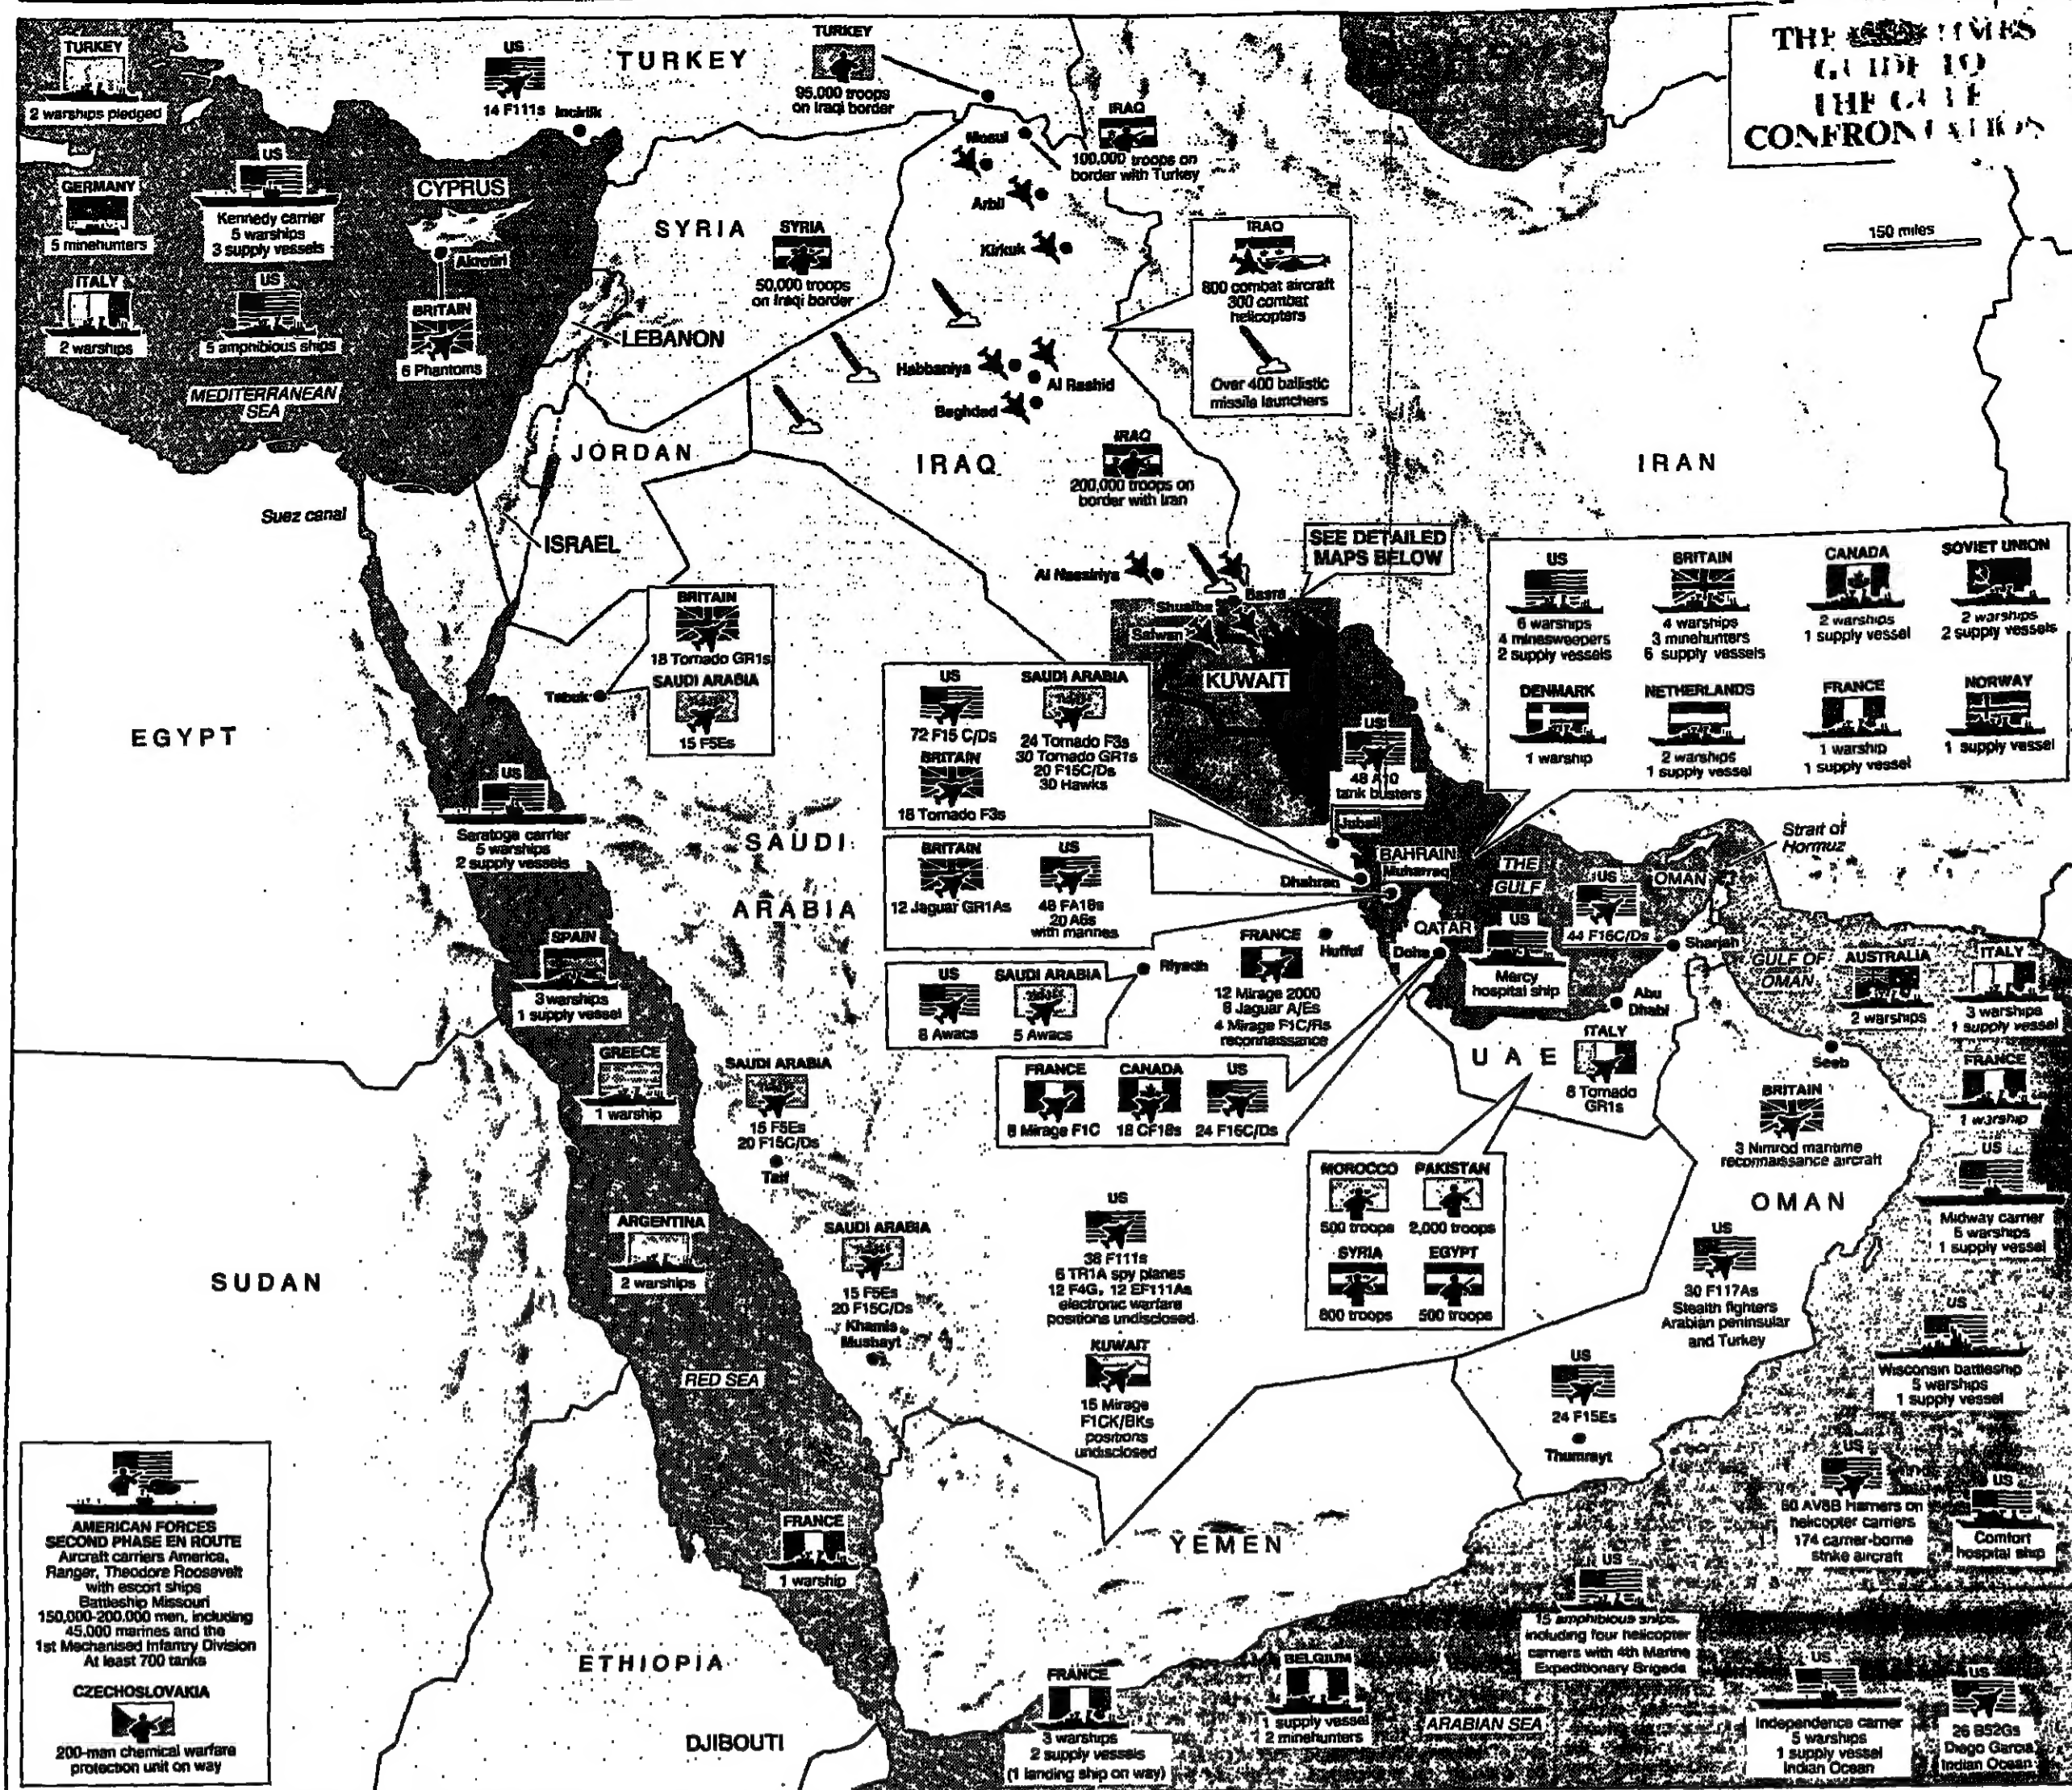 THE TIMES
GUIDE TO
THE GULF
CONFRONTATION
TURKEY
2 warships pledged
US
14 F111s
Incirlik
TURKEY
TURKEY
95,000 troops
on Iraqi border
GERMANY
5 minehunters
US
Kennedy carrier
5 warships
3 supply vessels
CYPRUS
Akrotiri
ITALY
2 warships
US
5 amphibious ships
BRITAIN
6 Phantoms
MEDITERRANEAN
SEA
SYRIA
SYRIA
50,000 troops
on Iraqi border
LEBANON
Mosul
Arbil
Kirkuk
IRAQ
100,000 troops on
border with Turkey
IRAQ
800 combat aircraft
300 combat
helicopters
Over 400 ballistic
missile launchers
150 miles
Habbaniya
Al Rashid
Baghdad
JORDAN
IRAQ
IRAQ
200,000 troops on
border with Iran
IRAN
Suez canal
ISRAEL
SEE DETAILED
MAPS BELOW
Al Nassiriya
Basra
Shuaiba
Safwan
KUWAIT
US
6 warships
4 minesweepers
2 supply vessels
BRITAIN
4 warships
3 minehunters
6 supply vessels
CANADA
2 warships
1 supply vessel
SOVIET UNION
2 warships
2 supply vessels
DENMARK
1 warship
NETHERLANDS
2 warships
1 supply vessel
FRANCE
1 warship
1 supply vessel
NORWAY
1 supply vessel
BRITAIN
18 Tornado GR1s
SAUDI ARABIA
15 F5Es
Tabuk
EGYPT
US
72 F15 C/Ds
BRITAIN
18 Tornado F3s
SAUDI ARABIA
24 Tornado F3s
30 Tornado GR1s
20 F15C/Ds
30 Hawks
US
48 A10
tank busters
Jubail
US
Saratoga carrier
5 warships
2 supply vessels
SAUDI
ARABIA
BRITAIN
12 Jaguar GR1As
US
48 FA18s
20 A6s
with marines
Dhahran
BAHRAIN
Muharraq
THE
GULF
US
44 F16C/Ds
OMAN
Strait of
Hormuz
QATAR
Doha
US
Mercy
hospital ship
Sharjah
Abu
Dhabi
GULF OF
OMAN
AUSTRALIA
2 warships
ITALY
3 warships
1 supply vessel
SPAIN
3 warships
1 supply vessel
US
8 Awacs
SAUDI ARABIA
5 Awacs
Riyadh
FRANCE
12 Mirage 2000
8 Jaguar A/Es
4 Mirage F1C/Rs
reconnaissance
Huffuf
UAE
ITALY
8 Tornado
GR1s
Seeb
FRANCE
1 warship
GREECE
1 warship
SAUDI ARABIA
15 F5Es
20 F15C/Ds
Taif
FRANCE
8 Mirage F1C
CANADA
18 CF18s
US
24 F16C/Ds
BRITAIN
3 Nimrod maritime
reconnaissance aircraft
OMAN
US
Midway carrier
5 warships
1 supply vessel
MOROCCO
500 troops
PAKISTAN
2,000 troops
SYRIA
800 troops
EGYPT
500 troops
SUDAN
ARGENTINA
2 warships
SAUDI ARABIA
15 F5Es
20 F15C/Ds
Khamis
Mushayt
US
36 F111s
6 TR1A spy planes
12 F4G, 12 EF111As
electronic warfare
positions undisclosed
KUWAIT
15 Mirage
F1CK/BKs
positions
undisclosed
US
30 F117As
Stealth fighters
Arabian peninsular
and Turkey
US
Wisconsin battleship
5 warships
1 supply vessel
RED SEA
US
24 F15Es
Thumrayt
US
60 AV8B Harriers on
helicopter carriers
174 carrier-borne
strike aircraft
US
Comfort
hospital ship
AMERICAN FORCES
SECOND PHASE EN ROUTE
Aircraft carriers America,
Ranger, Theodore Roosevelt
with escort ships
Battleship Missouri
150,000-200,000 men, including
45,000 marines and the
1st Mechanised Infantry Division
At least 700 tanks
CZECHOSLOVAKIA
200-man chemical warfare
protection unit on way
FRANCE
1 warship
YEMEN
US
15 amphibious ships,
including four helicopter
carriers with 4th Marine
Expeditionary Brigade
ETHIOPIA
DJIBOUTI
FRANCE
3 warships
2 supply vessels
(1 landing ship on way)
BELGIUM
1 supply vessel
2 minehunters
ARABIAN SEA
US
Independence carrier
5 warships
1 supply vessel
Indian Ocean
US
26 B52Gs
Diego Garcia
Indian Ocean